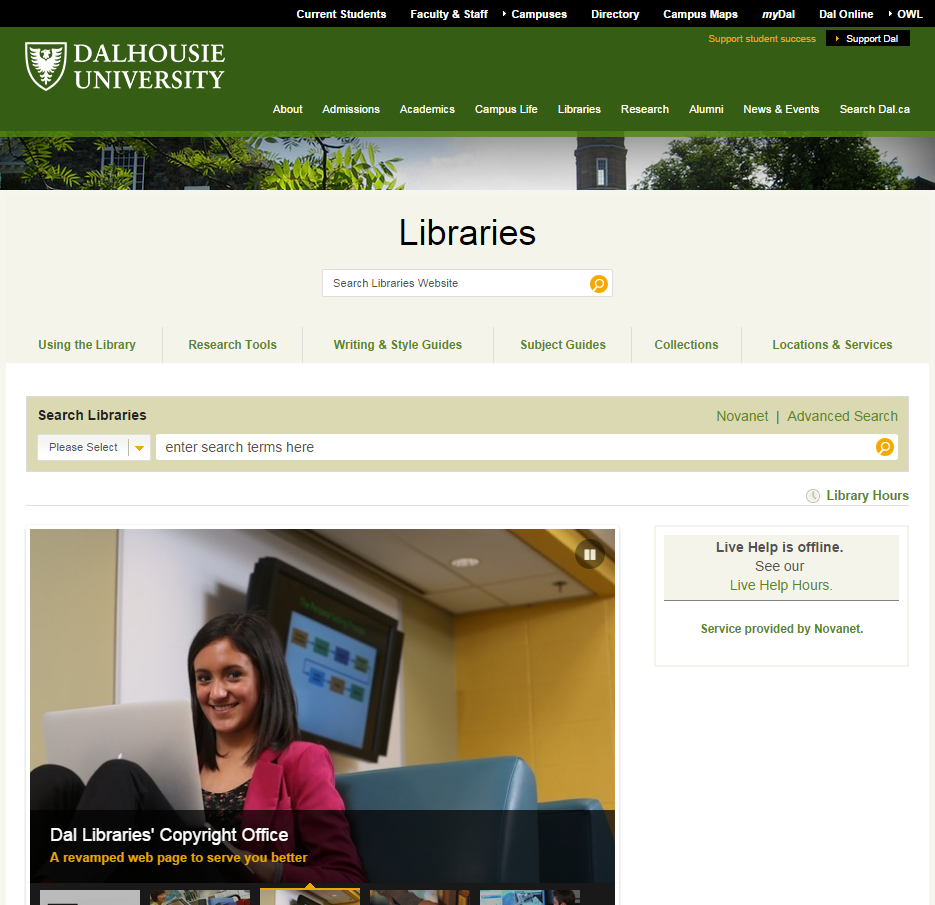 Current Students Faculty & Staff Campuses Directory Campus Maps myDal Dal Online OWL
Support student success Support Dal
DALHOUSIE
UNIVERSITY
About Admissions Academics Campus Life Libraries Research Alumni News & Events Search Dal.ca
Libraries
Search Libraries Website
Using the Library Research Tools Writing & Style Guides Subject Guides Collections Locations & Services
Search Libraries Novanet | Advanced Search
Please Select enter search terms here
Library Hours
Live Help is offline.
See our
Live Help Hours.
Service provided by Novanet.
Dal Libraries' Copyright Office
A revamped web page to serve you better